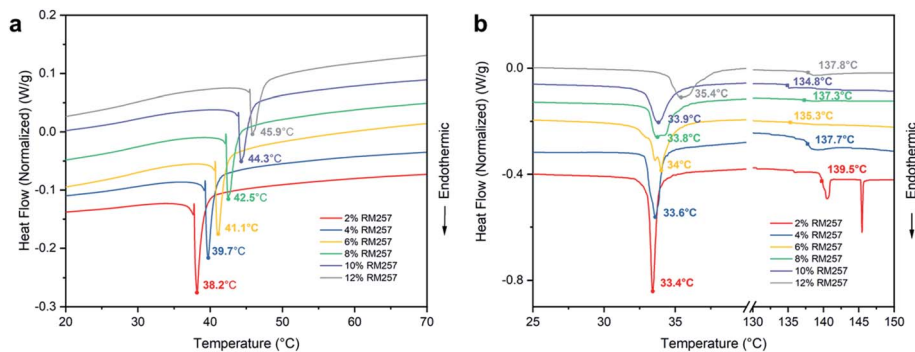 a
0.2
0.1
0.0
-0.1
-0.2
-0.3
Heat Flow (Normalized) (W/g)
45.9°C
44.3°C
42.5°C
41.1°C
39.7°C
38.2°C
2% RM257
4% RM257
6% RM257
8% RM257
10% RM257
12% RM257
Endothermic
20 30 40 50 60 70
Temperature (°C)
b
0.0
-0.4
-0.8
Heat Flow (Normalized) (W/g)
35.4°C
33.9°C
33.8°C
34°C
33.6°C
33.4°C
137.8°C
134.8°C
137.3°C
135.3°C
137.7°C
139.5°C
2% RM257
4% RM257
6% RM257
8% RM257
10% RM257
12% RM257
Endothermic
25 30 35 130 135 140 145 150
Temperature (°C)